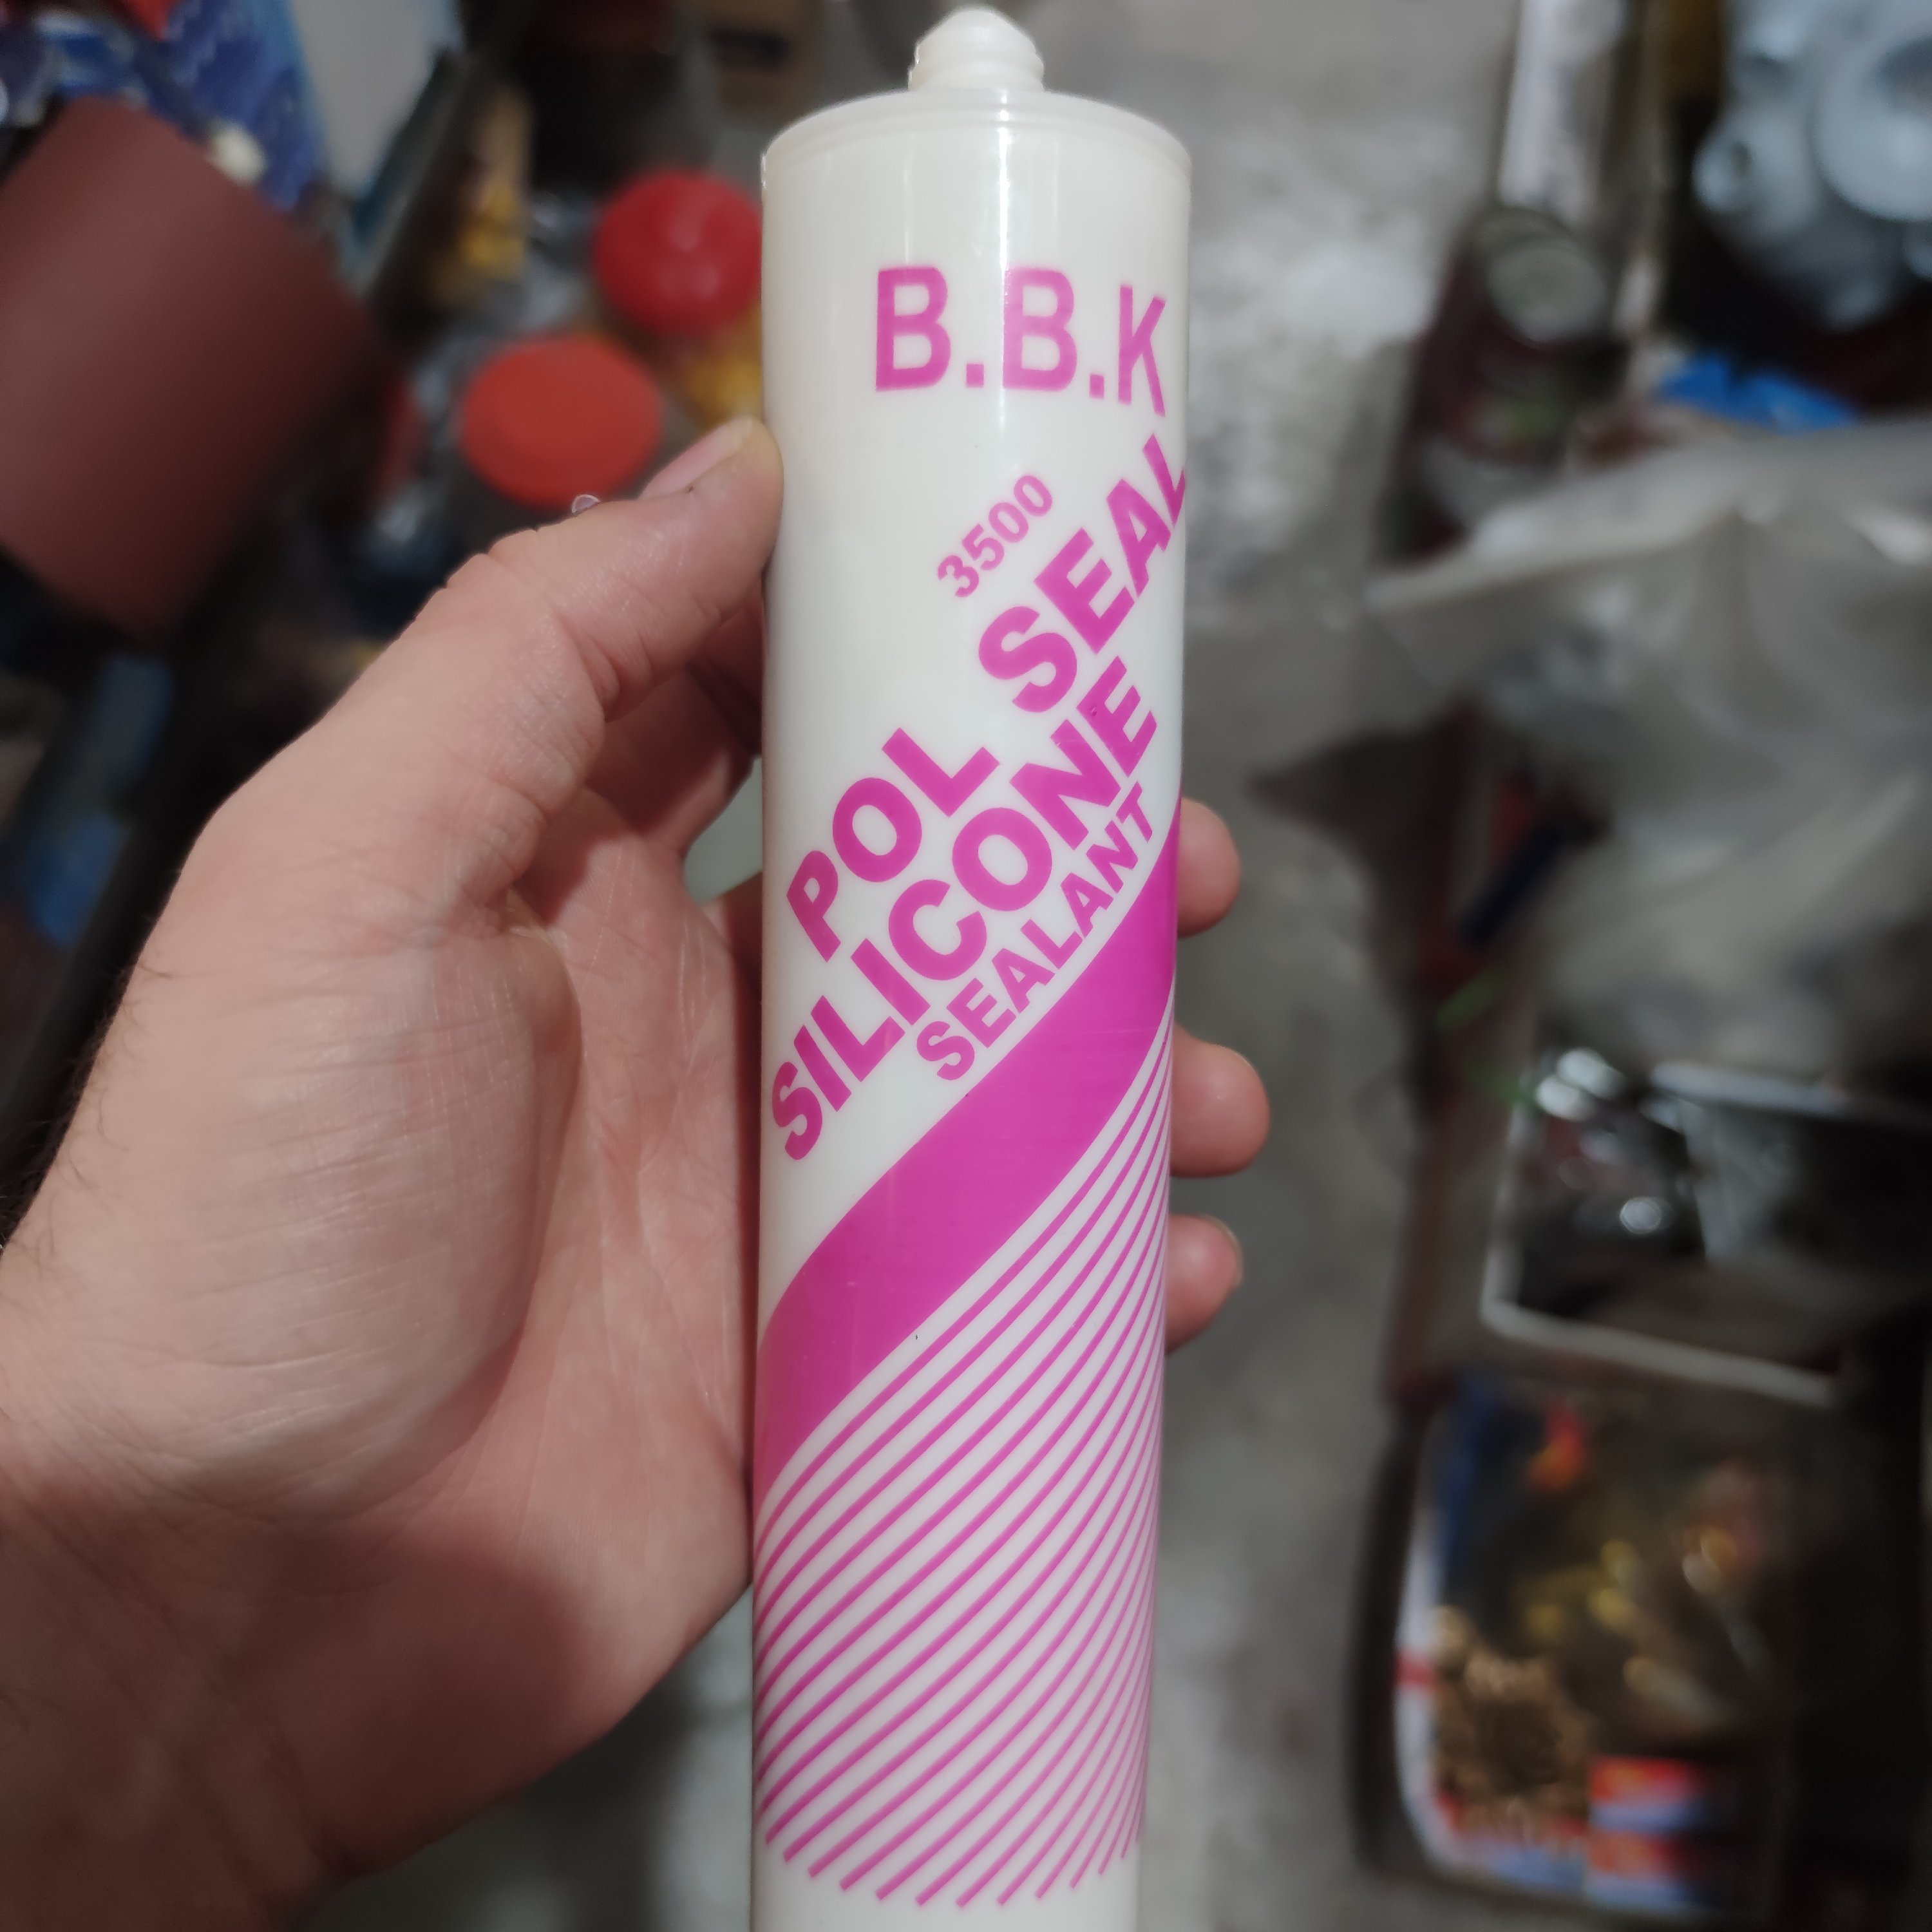 B.B.K
3500
POL SEAL
SILICONE
SEALANT